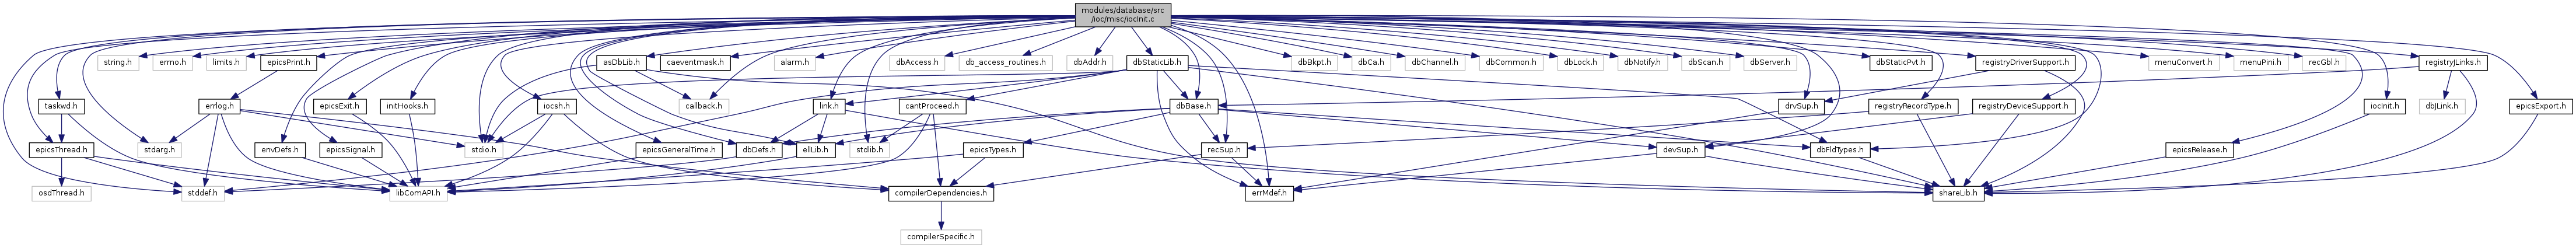 modules/database/src
/ioc/misc/iocInit.c
string.h
errno.h
limits.h
epicsPrint.h
asDbLib.h
caeventmask.h
alarm.h
dbAccess.h
db_access_routines.h
dbAddr.h
dbStaticLib.h
dbBkpt.h
dbCa.h
dbChannel.h
dbCommon.h
dbLock.h
dbNotify.h
dbScan.h
dbServer.h
dbStaticPvt.h
registryDriverSupport.h
menuConvert.h
menuPini.h
recGbl.h
registryJLinks.h
taskwd.h
errlog.h
epicsExit.h
initHooks.h
iocsh.h
callback.h
link.h
cantProceed.h
dbBase.h
drvSup.h
registryRecordType.h
registryDeviceSupport.h
iocInit.h
dbJLink.h
epicsExport.h
epicsThread.h
stdarg.h
envDefs.h
epicsSignal.h
stdio.h
epicsGeneralTime.h
dbDefs.h
ellLib.h
stdlib.h
epicsTypes.h
recSup.h
devSup.h
dbFldTypes.h
epicsRelease.h
osdThread.h
stddef.h
libComAPI.h
compilerDependencies.h
errMdef.h
shareLib.h
compilerSpecific.h